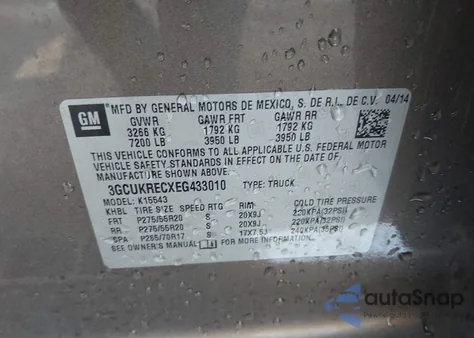 GM
MFD BY GENERAL MOTORS DE MEXICO, S. DE R.L. DE C.V. 04/14
GVWR GAWR FRT GAWR RR
3266 KG 1792 KG 1792 KG
7200 LB 3950 LB 3950 LB
THIS VEHICLE CONFORMS TO ALL APPLICABLE U.S. FEDERAL MOTOR
VEHICLE SAFETY STANDARDS IN EFFECT ON THE DATE OF
MANUFACTURE SHOWN ABOVE.
3GCUKRECXEG433010 TYPE: TRUCK
MODEL: K15543
KHBL TIRE SIZE SPEED RTG RIM COLD TIRE PRESSURE
FRT P275/55R20 S 20X9J 220KPA(32PSI)
RR P275/55R20 S 20X9J 220KPA(32PSI)
SPA P265/70R17 S 17X7.5J 240KPA(35PSI)
SEE OWNER'S MANUAL FOR ADDITIONAL INFORMATION.
autoSnap